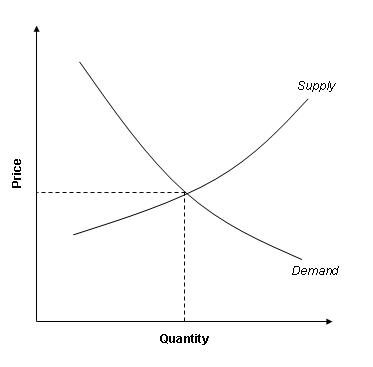 Supply
Price
Demand
Quantity